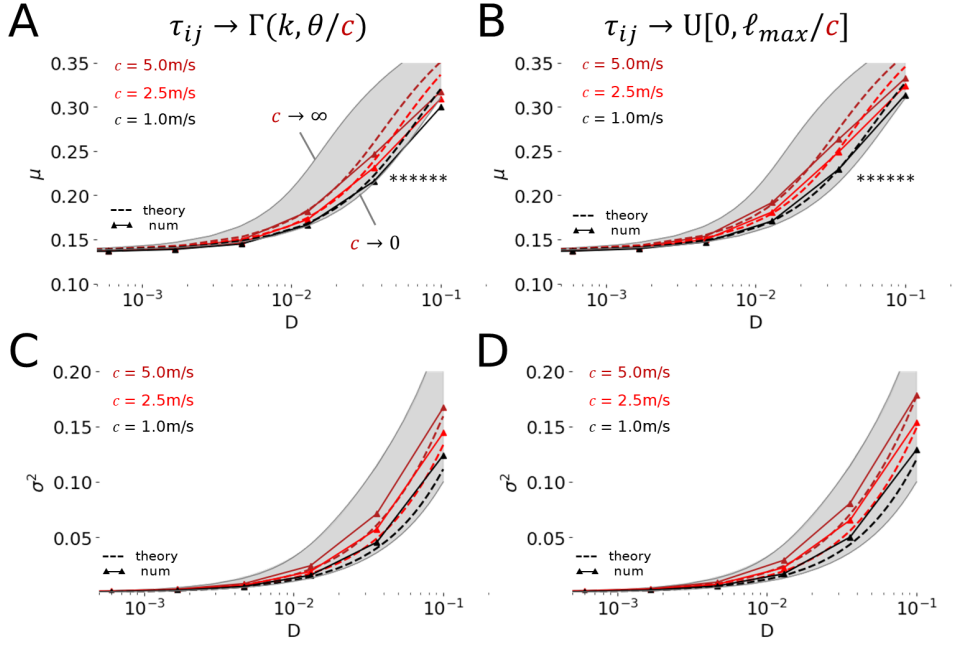 A
τij → Γ(k, θ/c)
0.35
0.30
0.25
0.20
0.15
0.10
μ
c = 5.0m/s
c = 2.5m/s
c = 1.0m/s
c → ∞
******
c → 0
theory
num
10⁻³
10⁻²
10⁻¹
D
B
τij → U[0, ℓmax/c]
0.35
0.30
0.25
0.20
0.15
0.10
μ
c = 5.0m/s
c = 2.5m/s
c = 1.0m/s
******
theory
num
10⁻³
10⁻²
10⁻¹
D
C
0.20
0.15
0.10
0.05
σ²
c = 5.0m/s
c = 2.5m/s
c = 1.0m/s
theory
num
10⁻³
10⁻²
10⁻¹
D
D
0.20
0.15
0.10
0.05
σ²
c = 5.0m/s
c = 2.5m/s
c = 1.0m/s
theory
num
10⁻³
10⁻²
10⁻¹
D